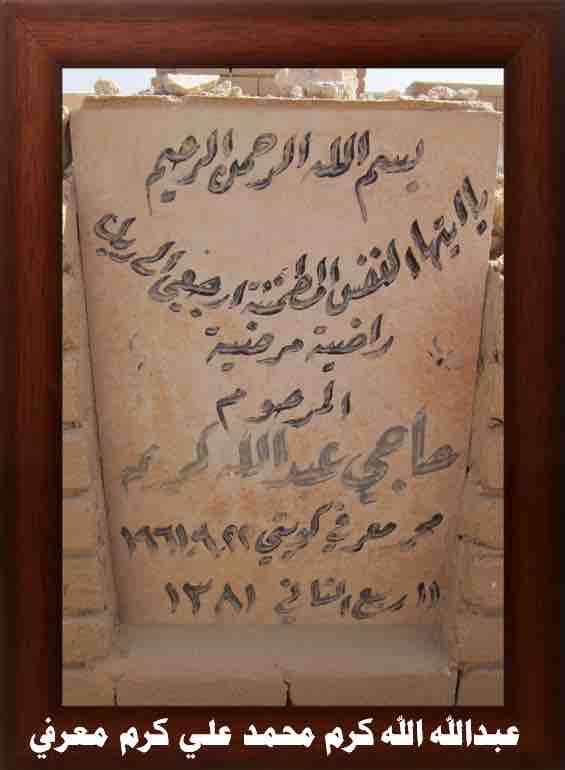 بسم الله الرحمن الرحيم
يا ايتها النفس المطمئنة ارجعي الى ربك
راضية مرضية
المرحوم
حاجي عبدالله كرم
محمد معرفي كويتي ٢٢.٩.١٩٦١
١١ ربيع الثاني ١٣٨١
عبدالله الله كرم محمد علي كرم معرفي